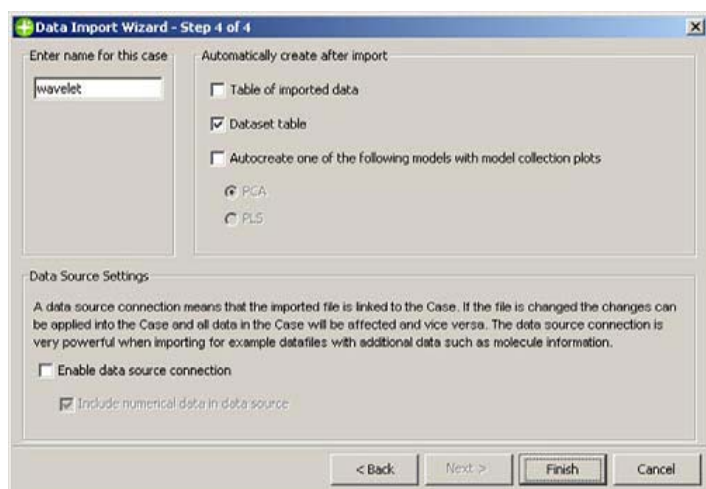 Data Import Wizard - Step 4 of 4
Enter name for this case
wavelet
Automatically create after import
Table of imported data
Dataset table
Autocreate one of the following models with model collection plots
PCA
PLS
Data Source Settings
A data source connection means that the imported file is linked to the Case. If the file is changed the changes can
be applied into the Case and all data in the Case will be affected and vice versa. The data source connection is
very powerful when importing for example datafiles with additional data such as molecule information.
Enable data source connection
Include numerical data in data source
< Back
Next >
Finish
Cancel